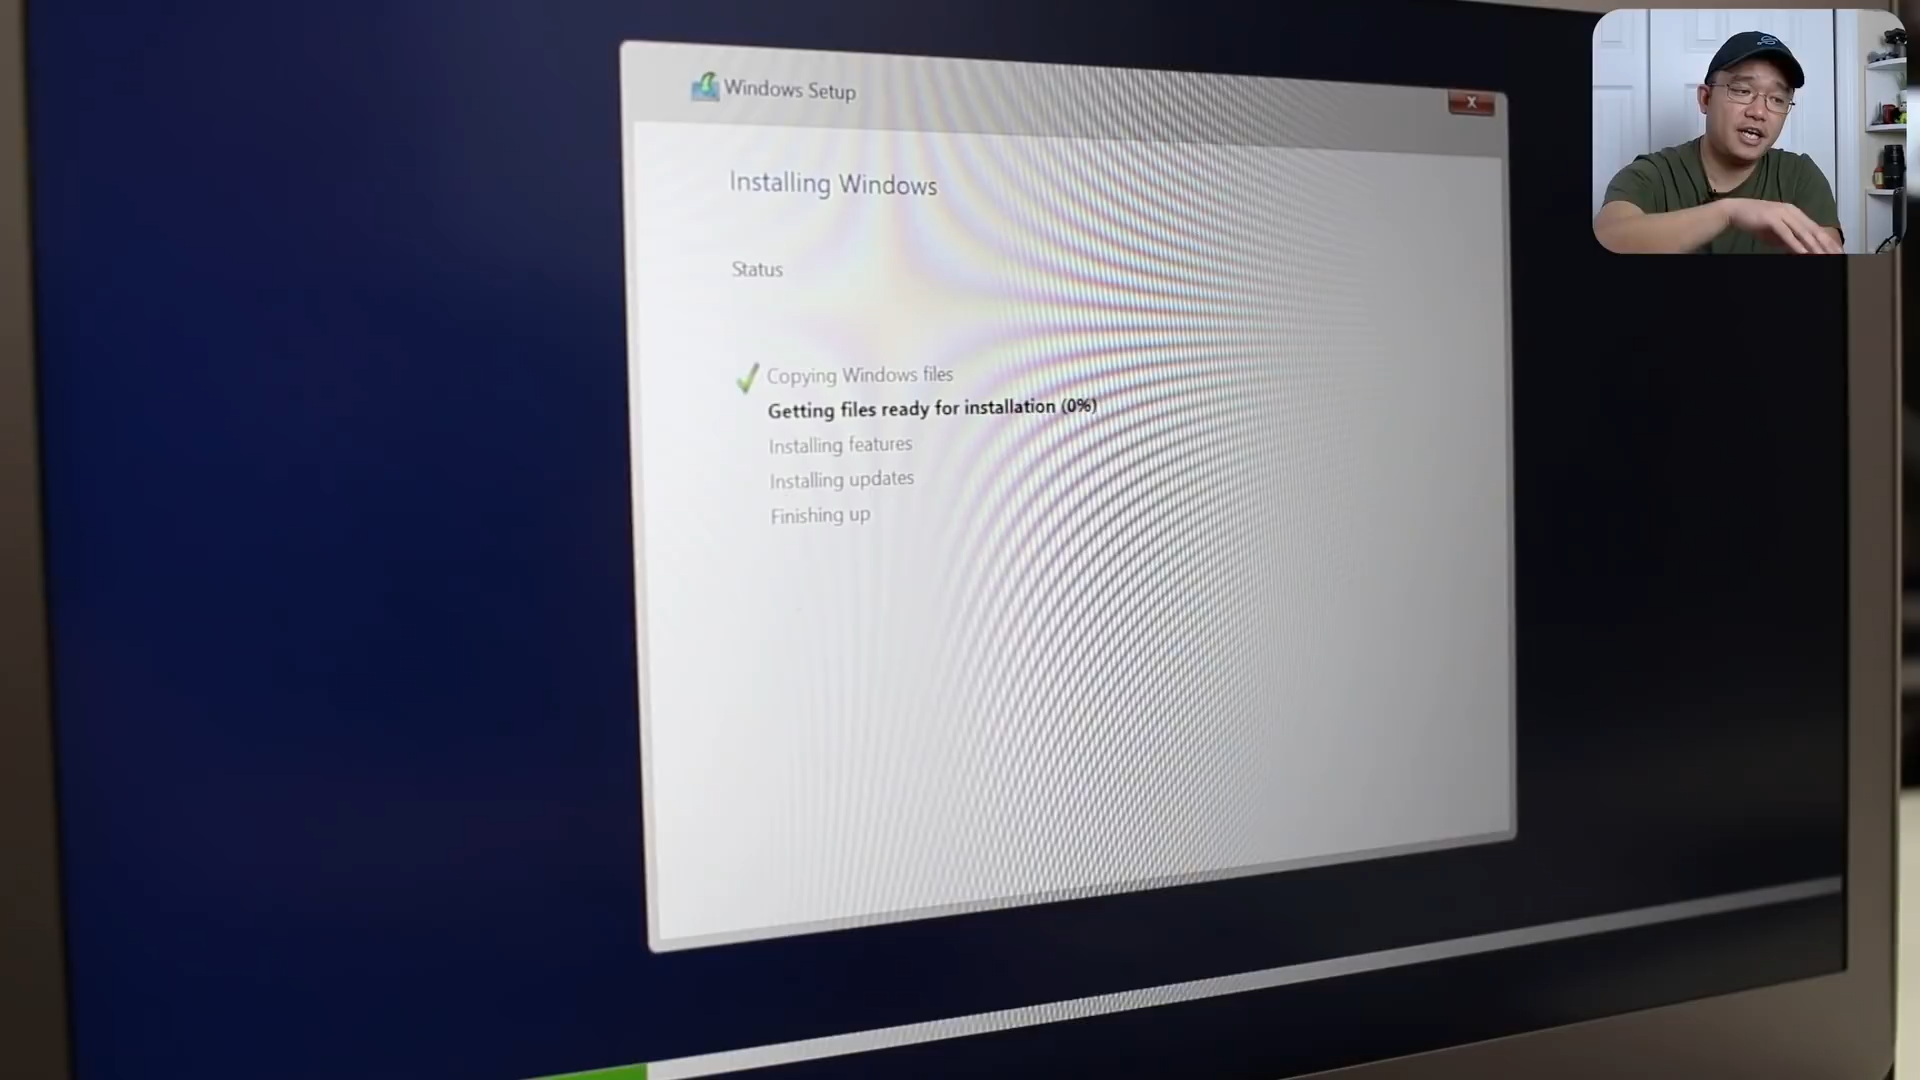 Windows Setup
Installing Windows
Status
Copying Windows files
Getting files ready for installation (0%)
Installing features
Installing updates
Finishing up